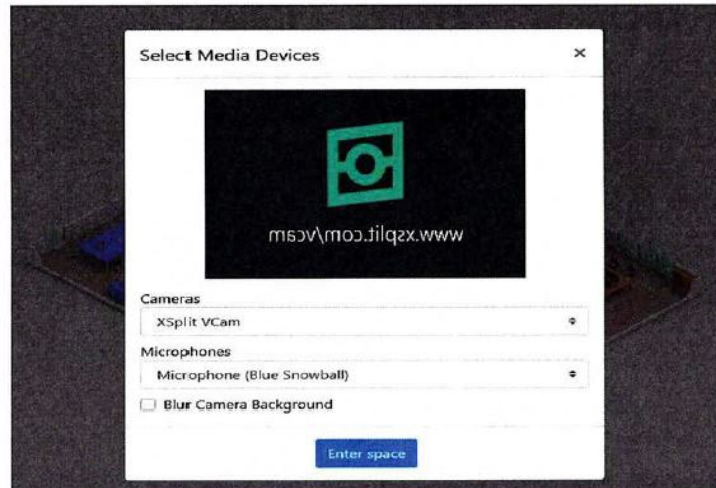 Select Media Devices
×
www.xsplit.com/vcam
Cameras
XSplit VCam
Microphones
Microphone (Blue Snowball)
Blur Camera Background
Enter space